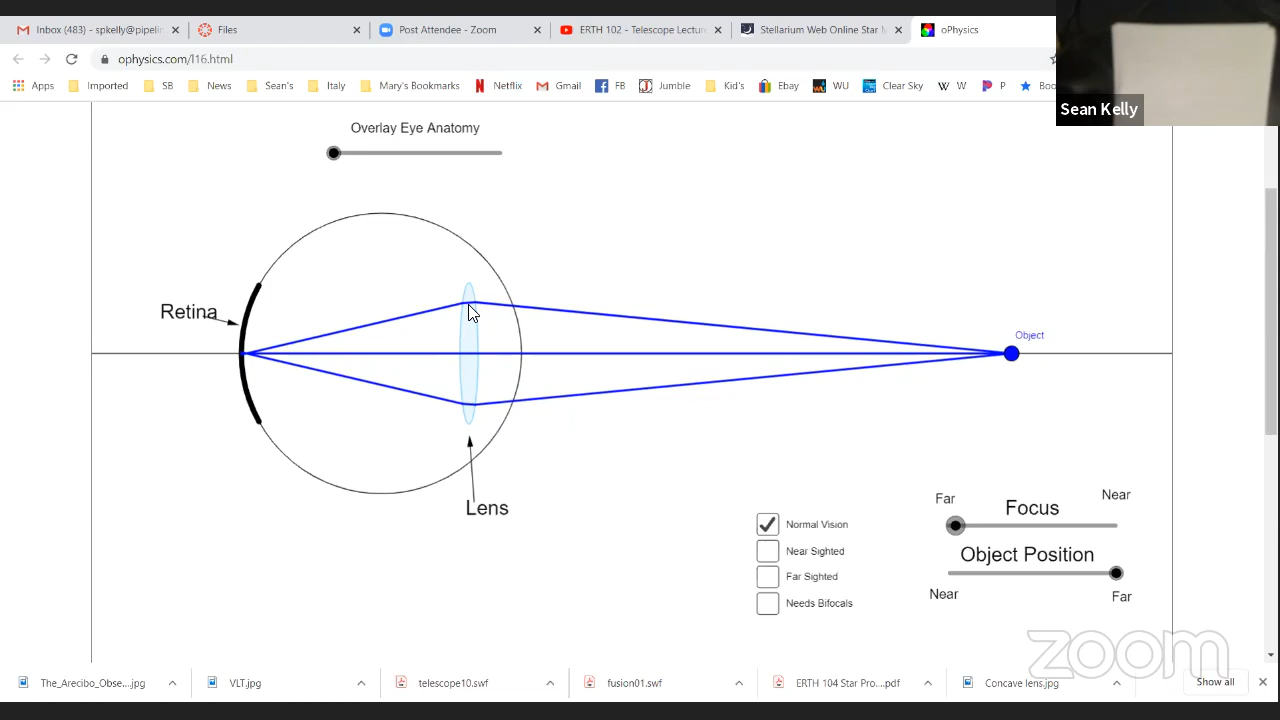 Inbox (483) – spkelly@pipelin
Files
Post Attendee - Zoom
ERTH 102 - Telescope Lecture
Stellarium Web Online Star M
oPhysics
ophysics.com/l16.html
Apps
Imported
SB
News
Sean's
Italy
Mary's Bookmarks
Netflix
Gmail
FB
Jumble
Kid's
Ebay
WU
Clear Sky
W
P
Boo
Sean Kelly
Overlay Eye Anatomy
Retina
Object
Lens
Far
Near
Focus
Normal Vision
Near Sighted
Object Position
Far Sighted
Near
Far
Needs Bifocals
zoom
The_Arecibo_Obse....jpg
VLT.jpg
telescope10.swf
fusion01.swf
ERTH 104 Star Pro....pdf
Concave lens.jpg
Show all